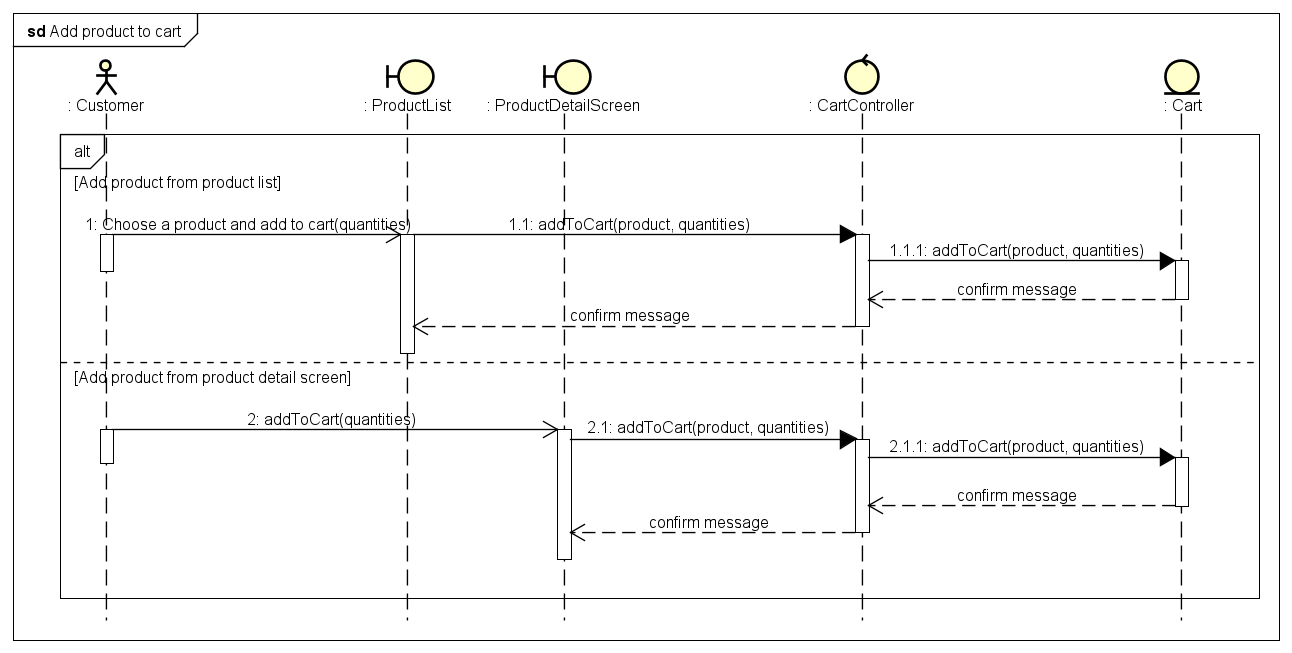 sd Add product to cart
: Customer
: ProductList
: ProductDetailScreen
: CartController
: Cart
alt
[Add product from product list]
1: Choose a product and add to cart(quantities)
1.1: addToCart(product, quantities)
1.1.1: addToCart(product, quantities)
confirm message
confirm message
[Add product from product detail screen]
2: addToCart(quantities)
2.1: addToCart(product, quantities)
2.1.1: addToCart(product, quantities)
confirm message
confirm message